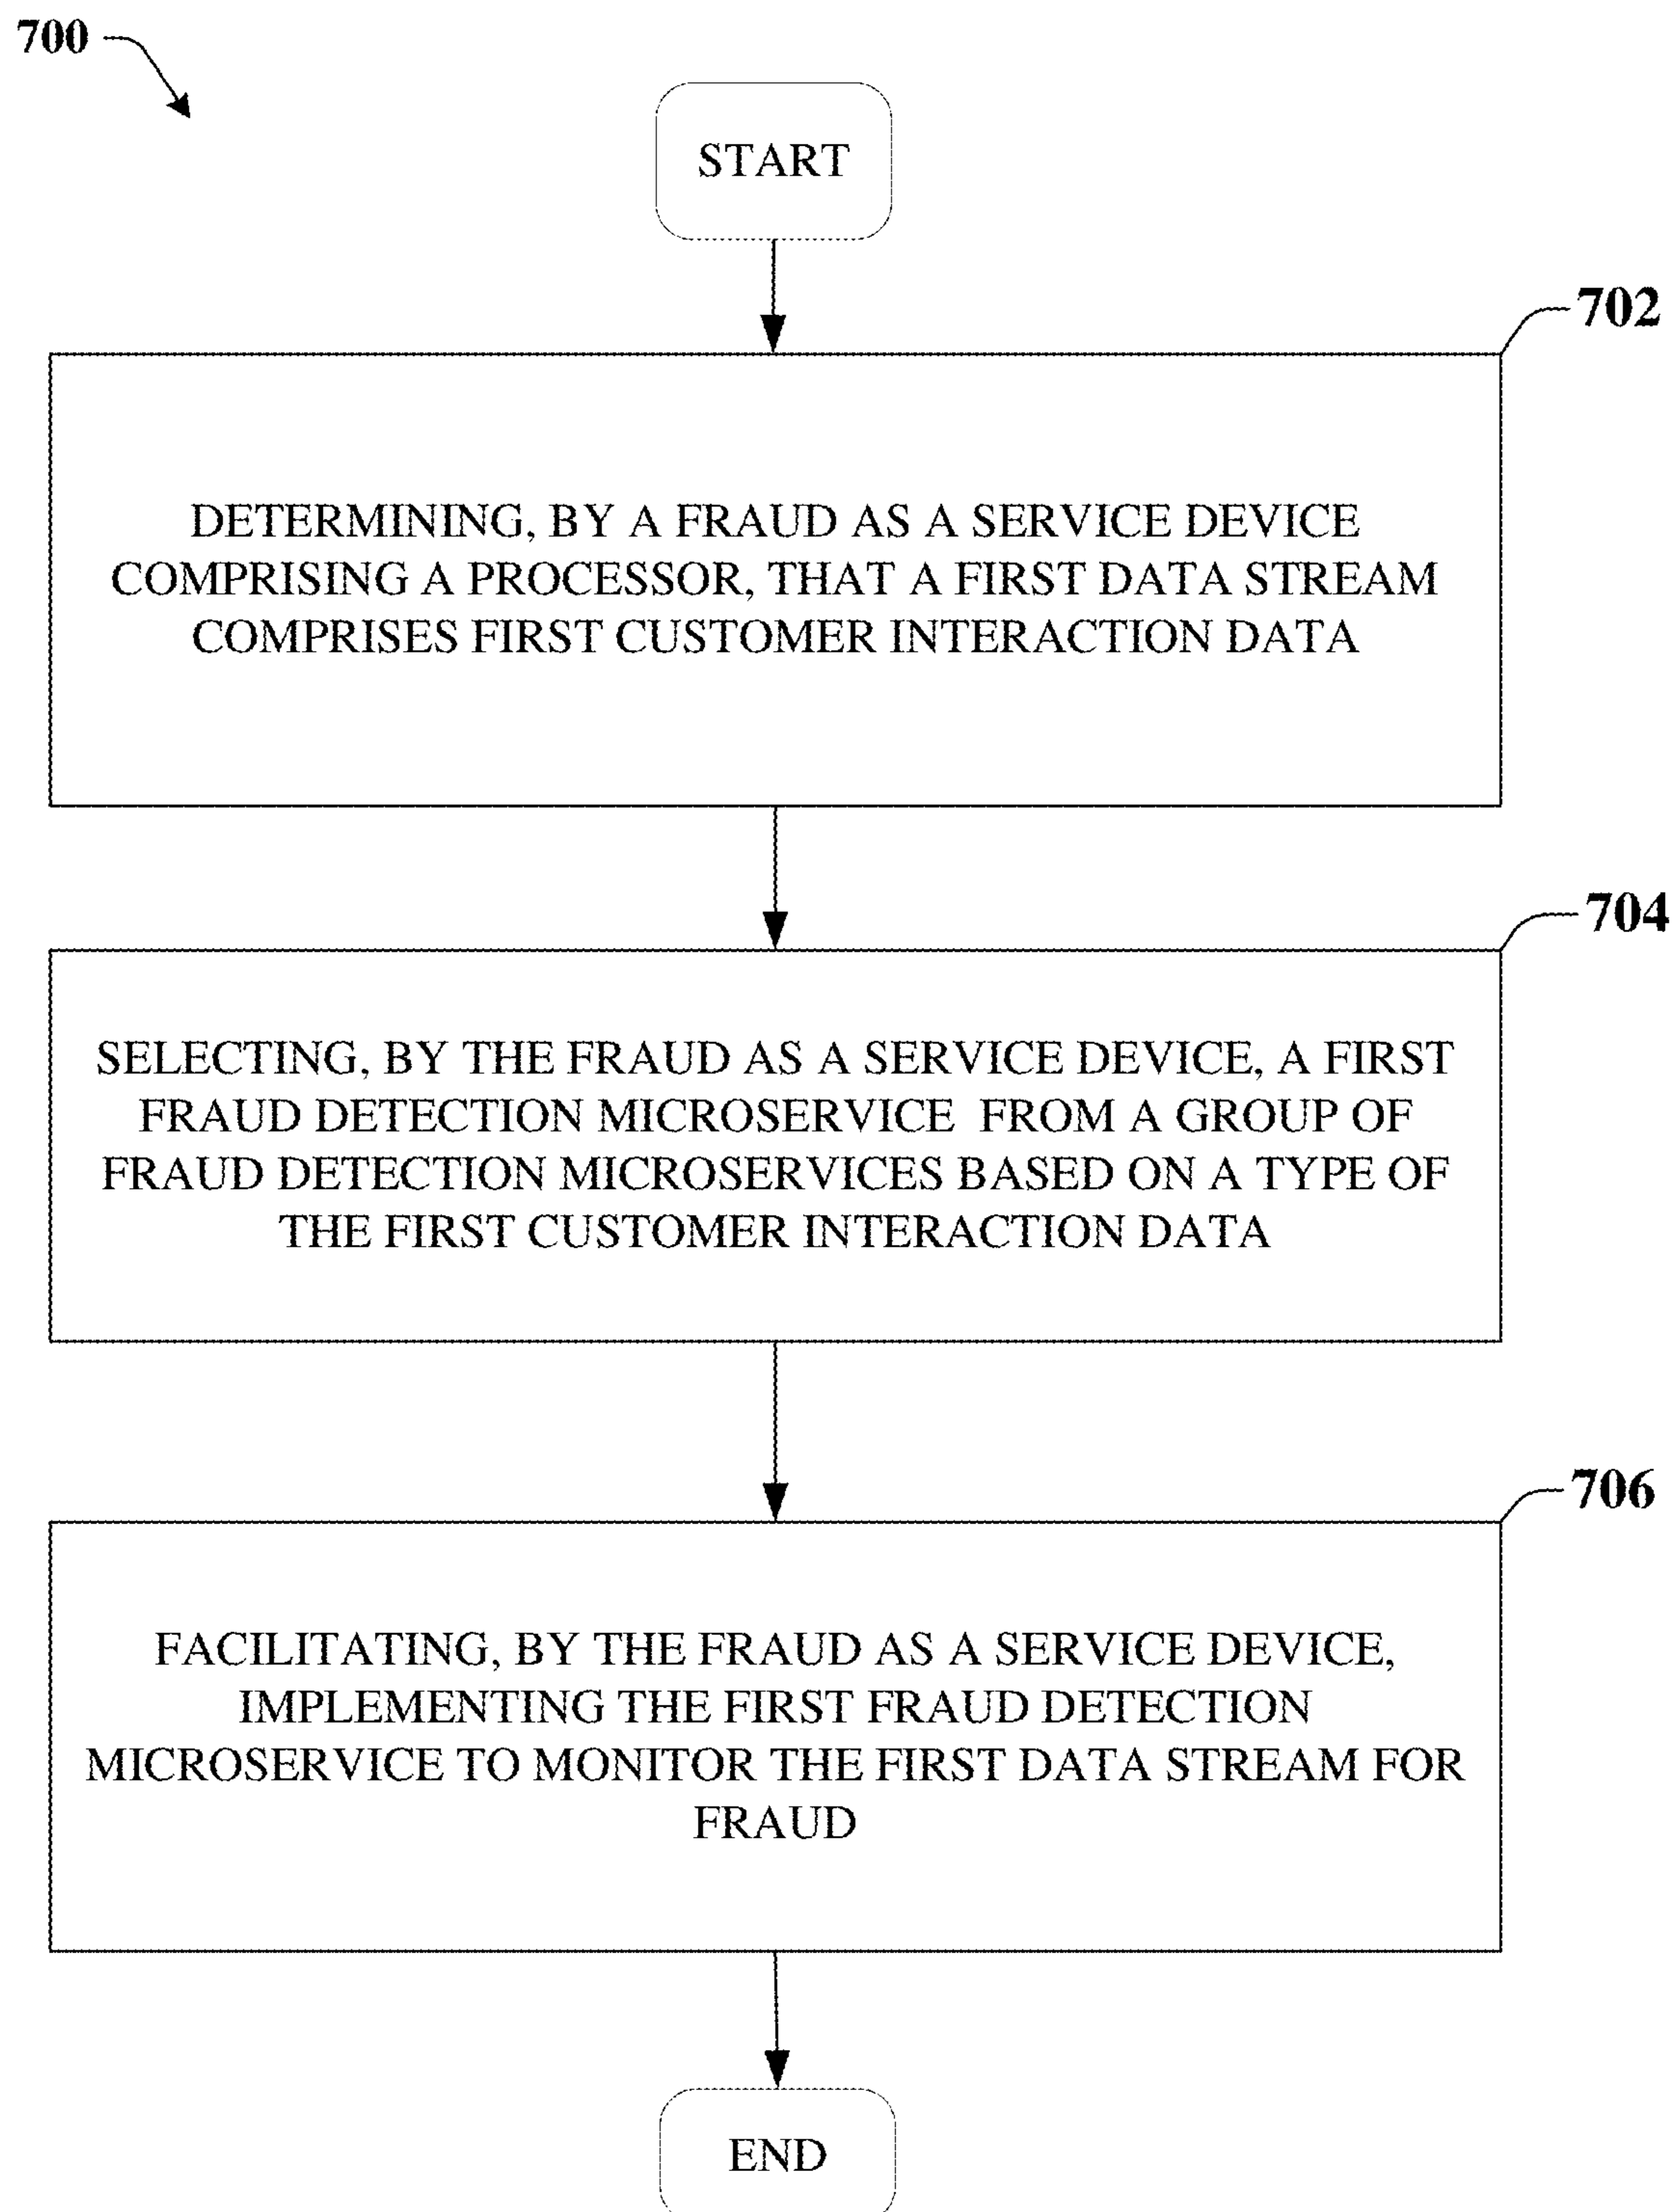 700
START
702
DETERMINING, BY A FRAUD AS A SERVICE DEVICE
COMPRISING A PROCESSOR, THAT A FIRST DATA STREAM
COMPRISES FIRST CUSTOMER INTERACTION DATA
704
SELECTING, BY THE FRAUD AS A SERVICE DEVICE, A FIRST
FRAUD DETECTION MICROSERVICE FROM A GROUP OF
FRAUD DETECTION MICROSERVICES BASED ON A TYPE OF
THE FIRST CUSTOMER INTERACTION DATA
706
FACILITATING, BY THE FRAUD AS A SERVICE DEVICE,
IMPLEMENTING THE FIRST FRAUD DETECTION
MICROSERVICE TO MONITOR THE FIRST DATA STREAM FOR
FRAUD
END